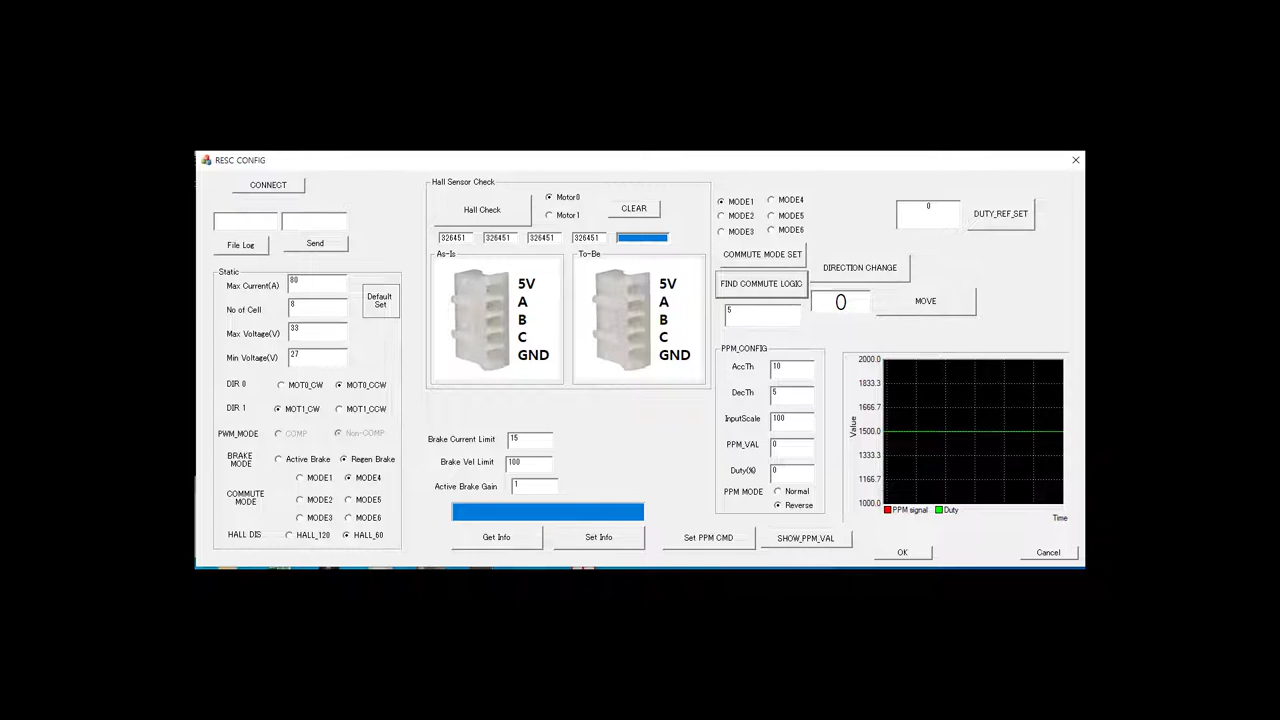 RESC CONFIG
CONNECT
File Log
Send
Static
Max Current(A)
80
No of Cell
8
Max Voltage(V)
33
Min Voltage(V)
27
Default
Set
DIR 0
MOT0_CW
MOT0_CCW
DIR 1
MOT1_CW
MOT1_CCW
PWM_MODE
COMP
Non-COMP
BRAKE
MODE
Active Brake
Regen Brake
COMMUTE
MODE
MODE1
MODE4
MODE2
MODE5
MODE3
MODE6
HALL DIS
HALL_120
HALL_60
Hall Sensor Check
Hall Check
Motor0
Motor1
CLEAR
326451
326451
326451
326451
As-Is
5V
A
B
C
GND
To-Be
5V
A
B
C
GND
Brake Current Limit
15
Brake Vel Limit
100
Active Brake Gain
1
Get Info
Set Info
MODE1
MODE4
MODE2
MODE5
MODE3
MODE6
COMMUTE MODE SET
FIND COMMUTE LOGIC
5
0
DUTY_REF_SET
DIRECTION CHANGE
0
MOVE
PPM_CONFIG
AccTh
10
DecTh
5
InputScale
100
PPM_VAL
0
Duty(%)
0
PPM MODE
Normal
Reverse
Set PPM CMD
SHOW_PPM_VAL
Value
2000.0
1833.3
1666.7
1500.0
1333.3
1166.7
1000.0
PPM signal
Duty
Time
OK
Cancel